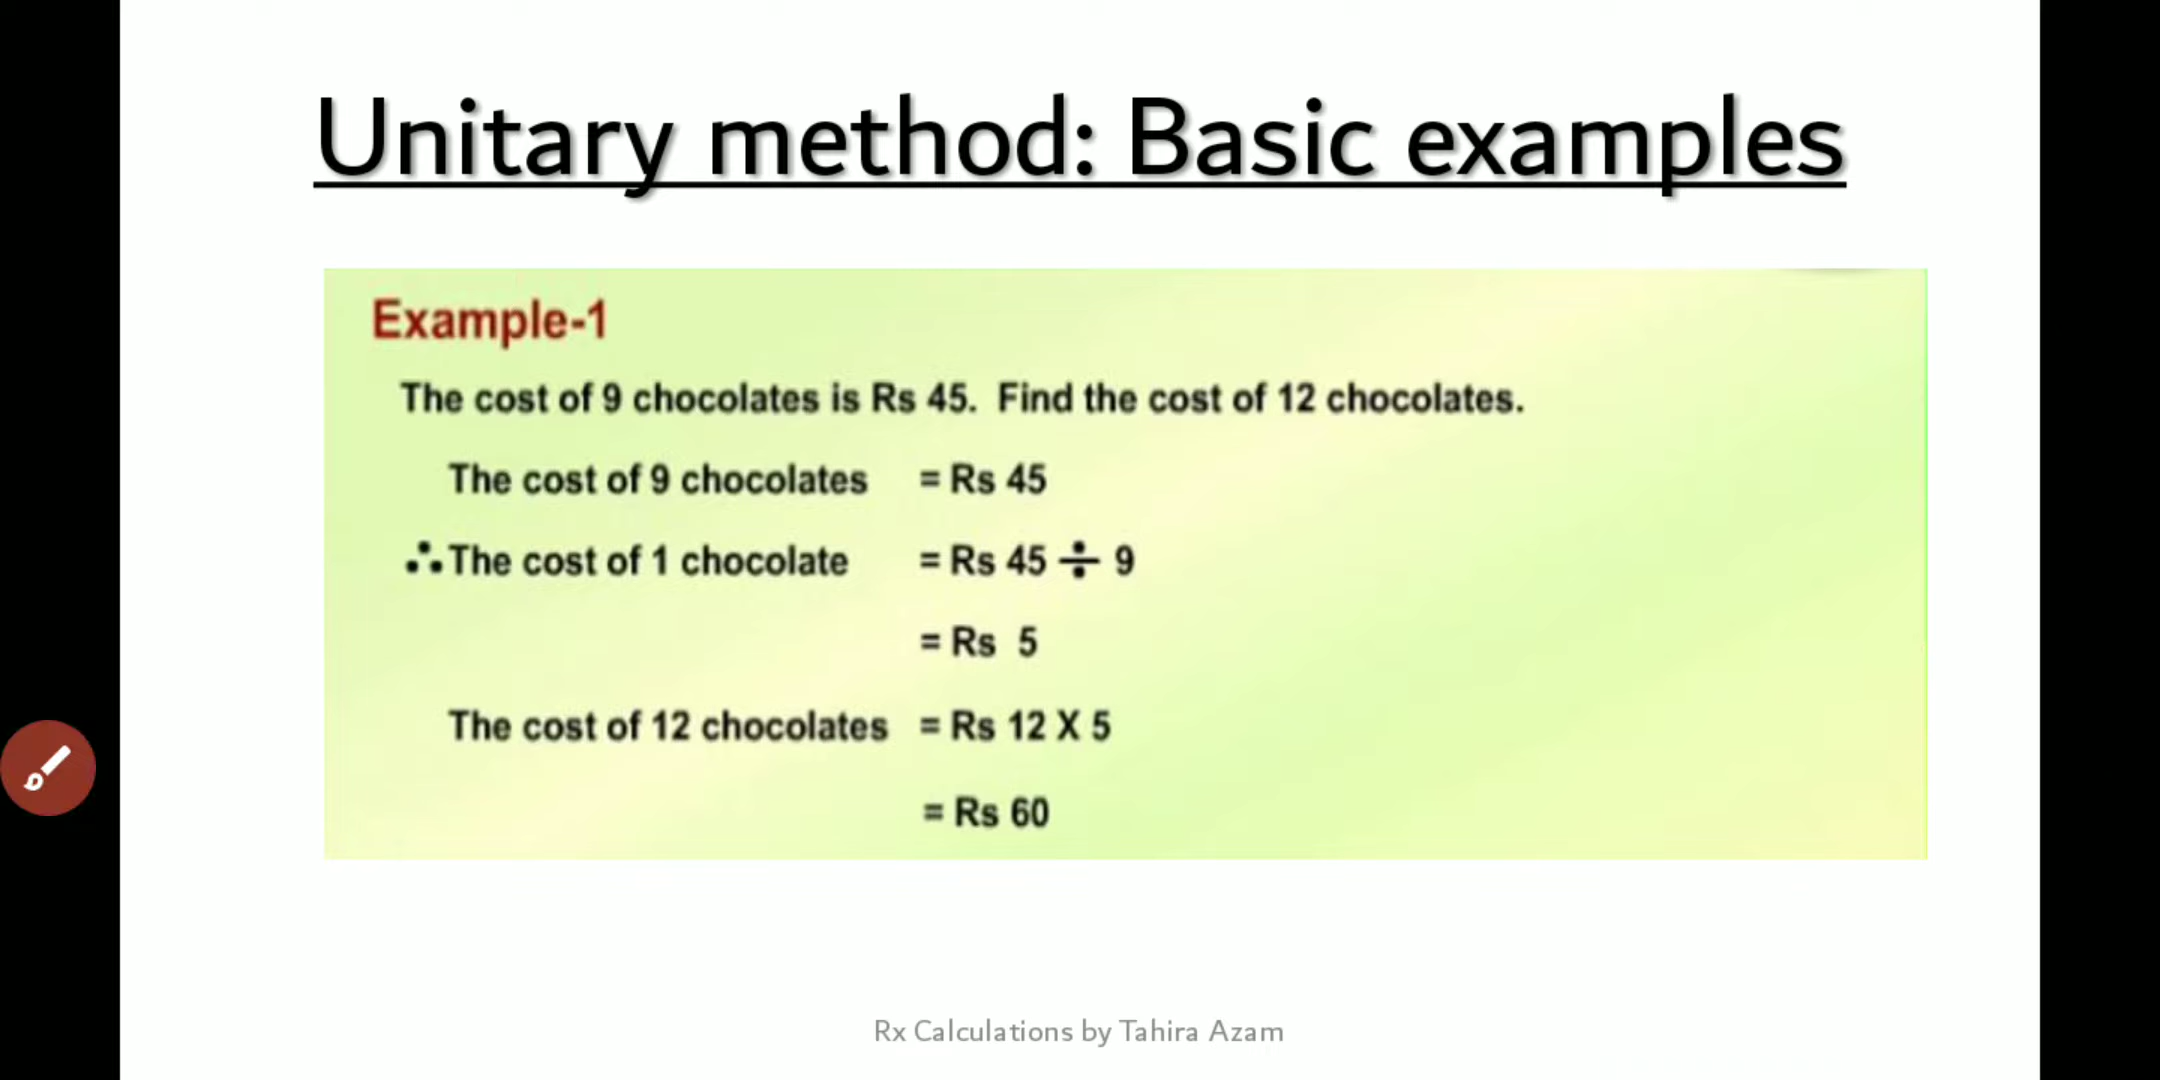 Unitary method: Basic examples
Example-1
The cost of 9 chocolates is Rs 45. Find the cost of 12 chocolates.
The cost of 9 chocolates = Rs 45
∴ The cost of 1 chocolate = Rs 45 ÷ 9
= Rs 5
The cost of 12 chocolates = Rs 12 X 5
= Rs 60
Rx Calculations by Tahira Azam